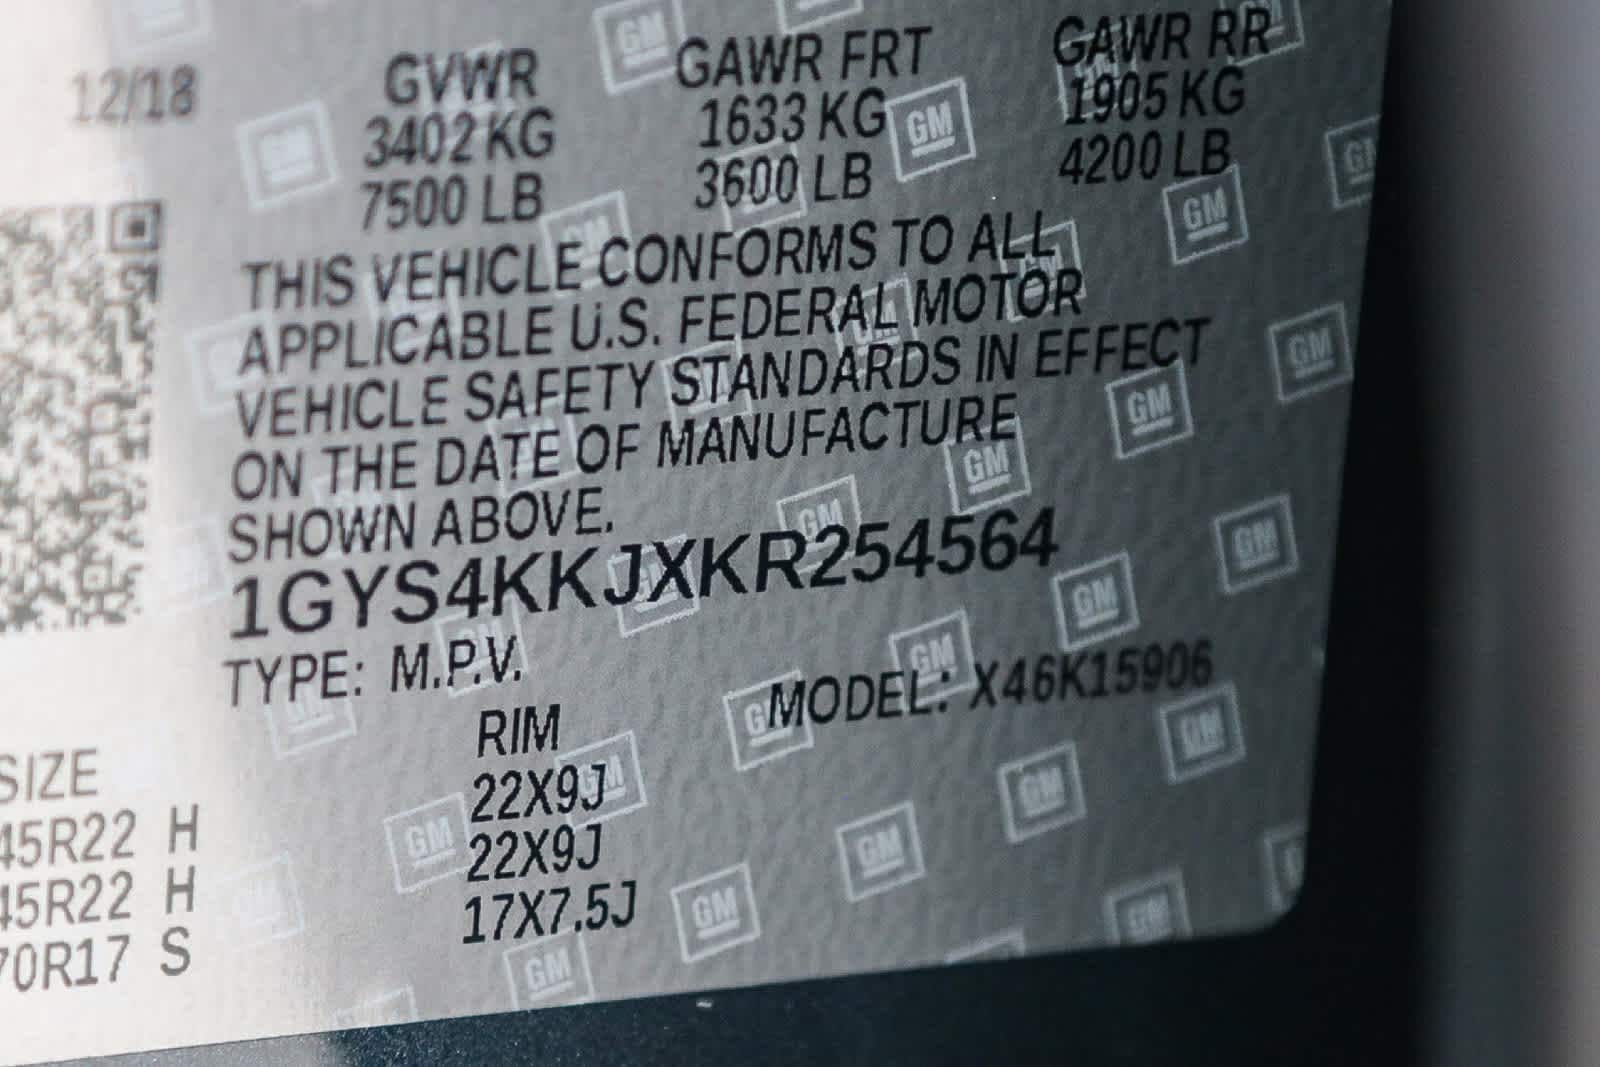 12/18 GVWR GAWR FRT GAWR RR
3402 KG 1633 KG 1905 KG
7500 LB 3600 LB 4200 LB
THIS VEHICLE CONFORMS TO ALL
APPLICABLE U.S. FEDERAL MOTOR
VEHICLE SAFETY STANDARDS IN EFFECT
ON THE DATE OF MANUFACTURE
SHOWN ABOVE.
1GYS4KKJXKR254564
TYPE: M.P.V. MODEL: X46K15906
SIZE RIM
45R22 H 22X9J
45R22 H 22X9J
70R17 S 17X7.5J
GM